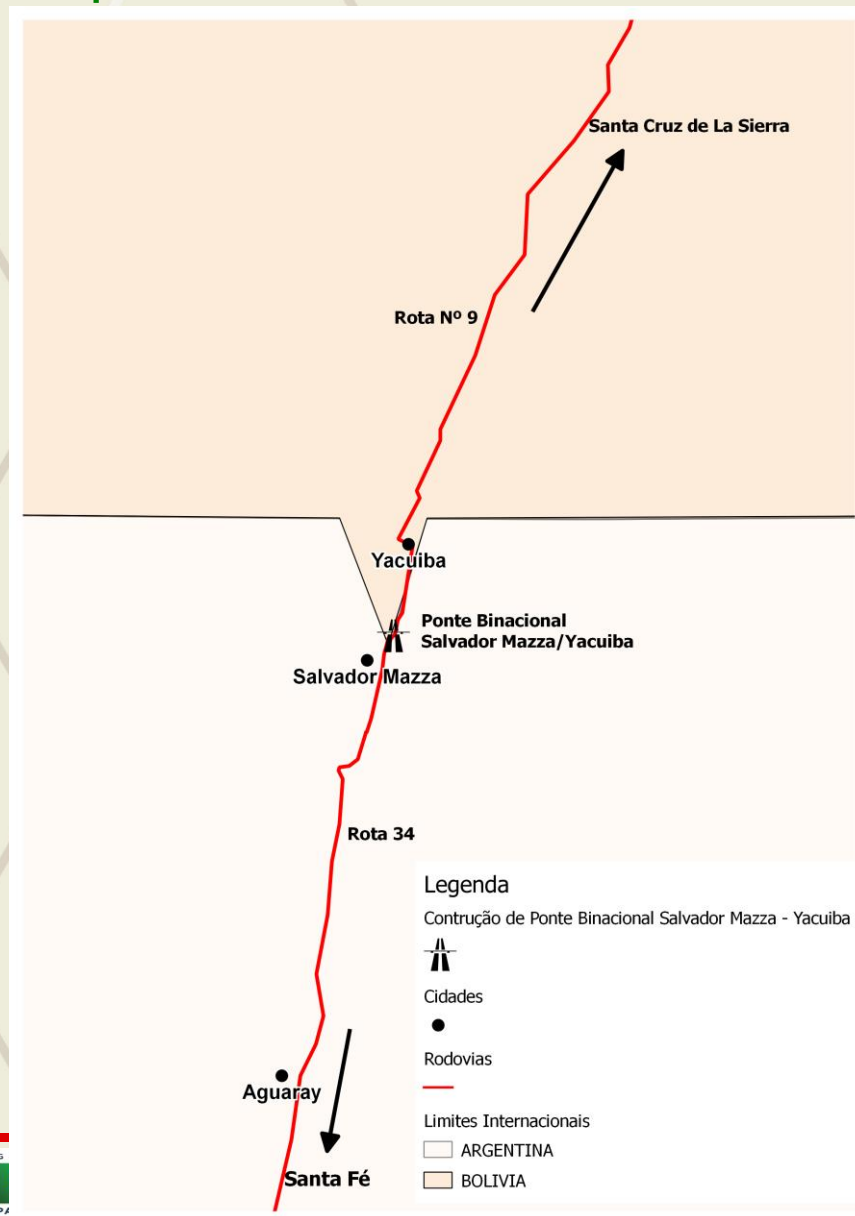 Santa Cruz de La Sierra
Rota Nº 9
Yacuiba
Ponte Binacional
Salvador Mazza/Yacuiba
Salvador Mazza
Rota 34
Aguaray
Santa Fé
Legenda
Contrução de Ponte Binacional Salvador Mazza - Yacuiba
Cidades
Rodovias
Limites Internacionais
ARGENTINA
BOLIVIA